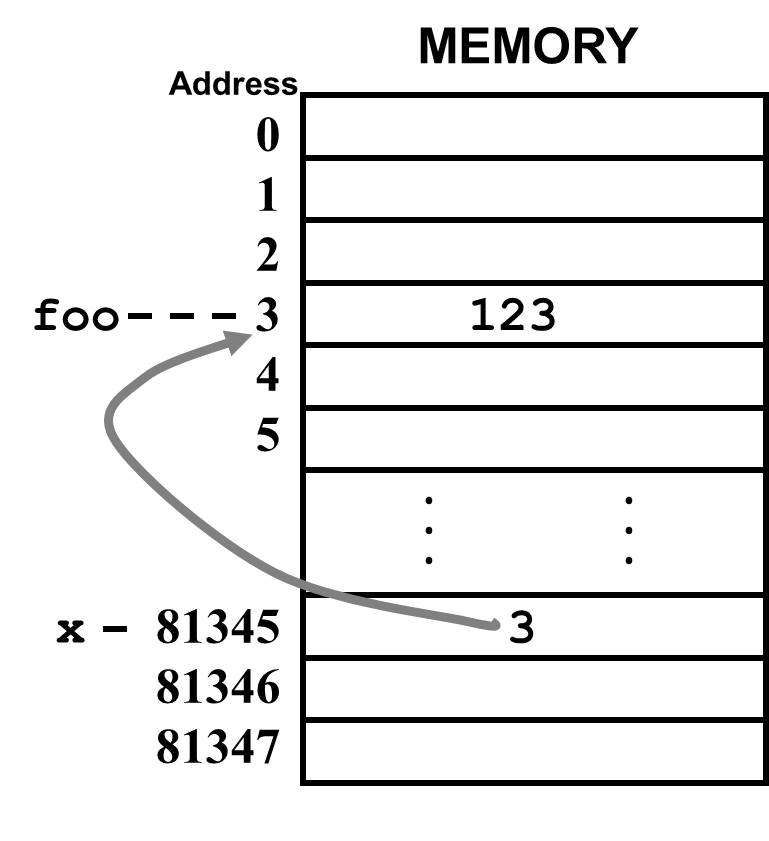 MEMORY
Address
0
1
2
foo - - - 3 123
4
5
. .
. .
. .
x - 81345 3
81346
81347